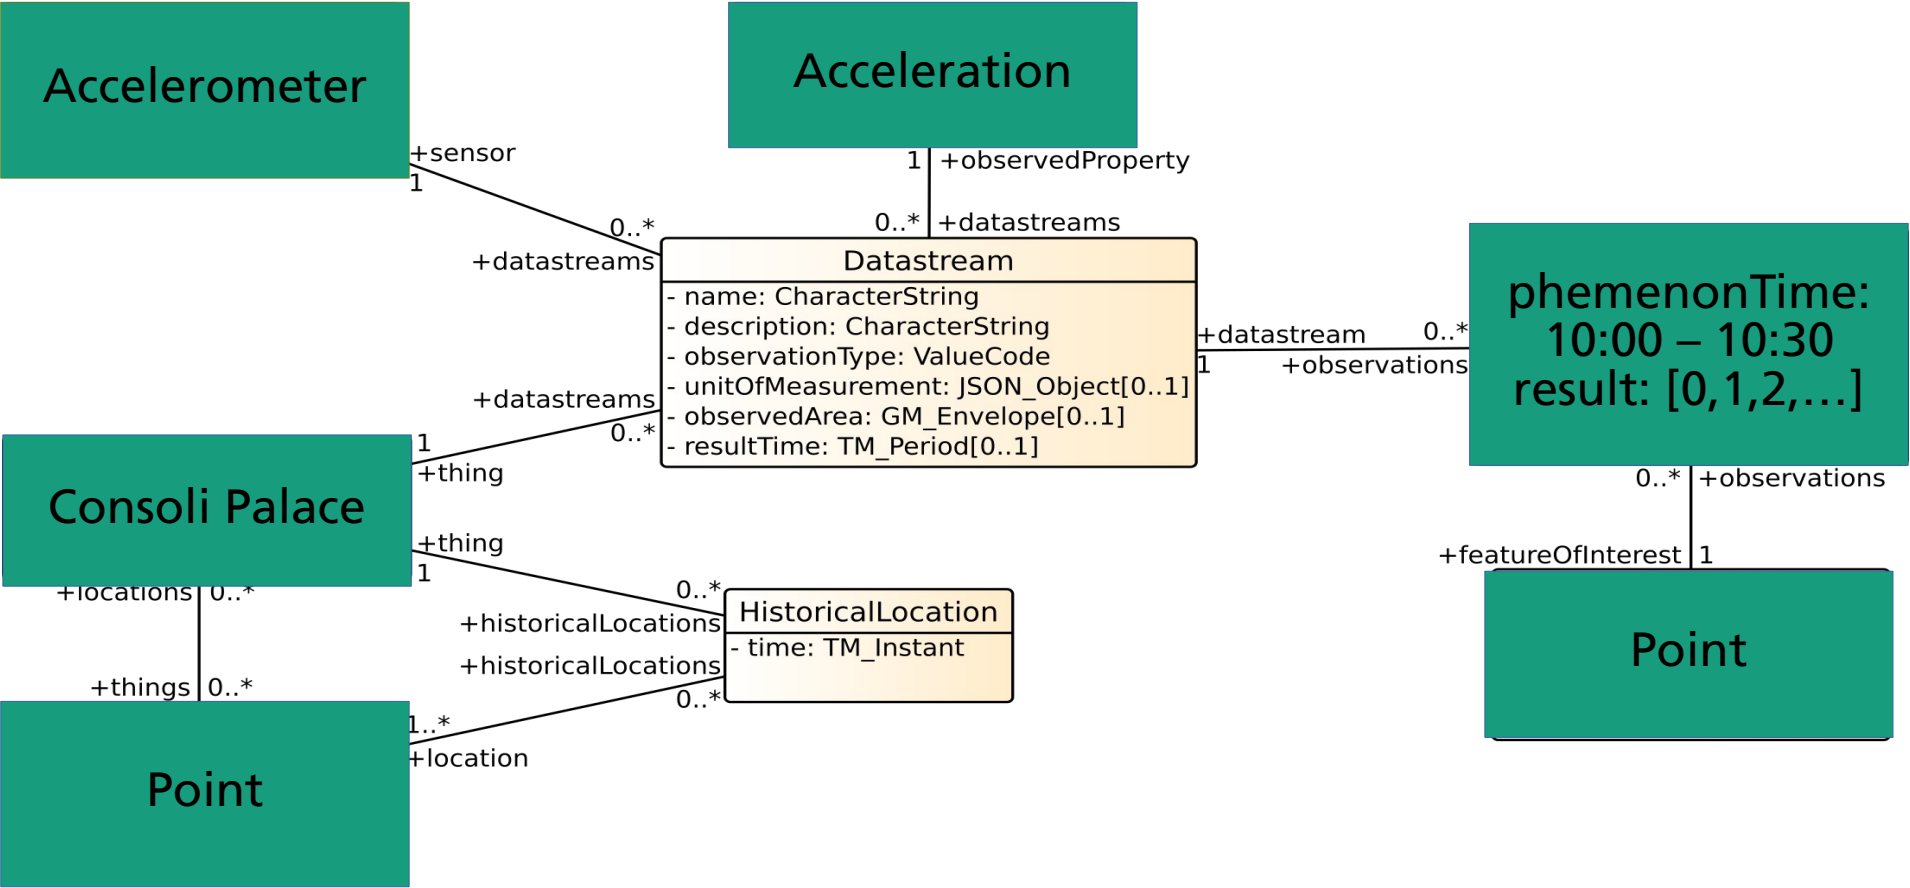 Accelerometer
Acceleration
+sensor
1
1 +observedProperty
0..*
+datastreams
0..* +datastreams
Datastream
- name: CharacterString
- description: CharacterString
- observationType: ValueCode
- unitOfMeasurement: JSON_Object[0..1]
- observedArea: GM_Envelope[0..1]
- resultTime: TM_Period[0..1]
+datastream
1
0..*
+observations
phemenonTime:
10:00 – 10:30
result: [0,1,2,...]
+datastreams
0..*
1
+thing
Consoli Palace
+thing
1
0..*
+historicalLocations
HistoricalLocation
- time: TM_Instant
+historicalLocations
0..*
+locations 0..*
+things 0..*
1..*
+location
Point
0..* +observations
+featureOfInterest 1
Point